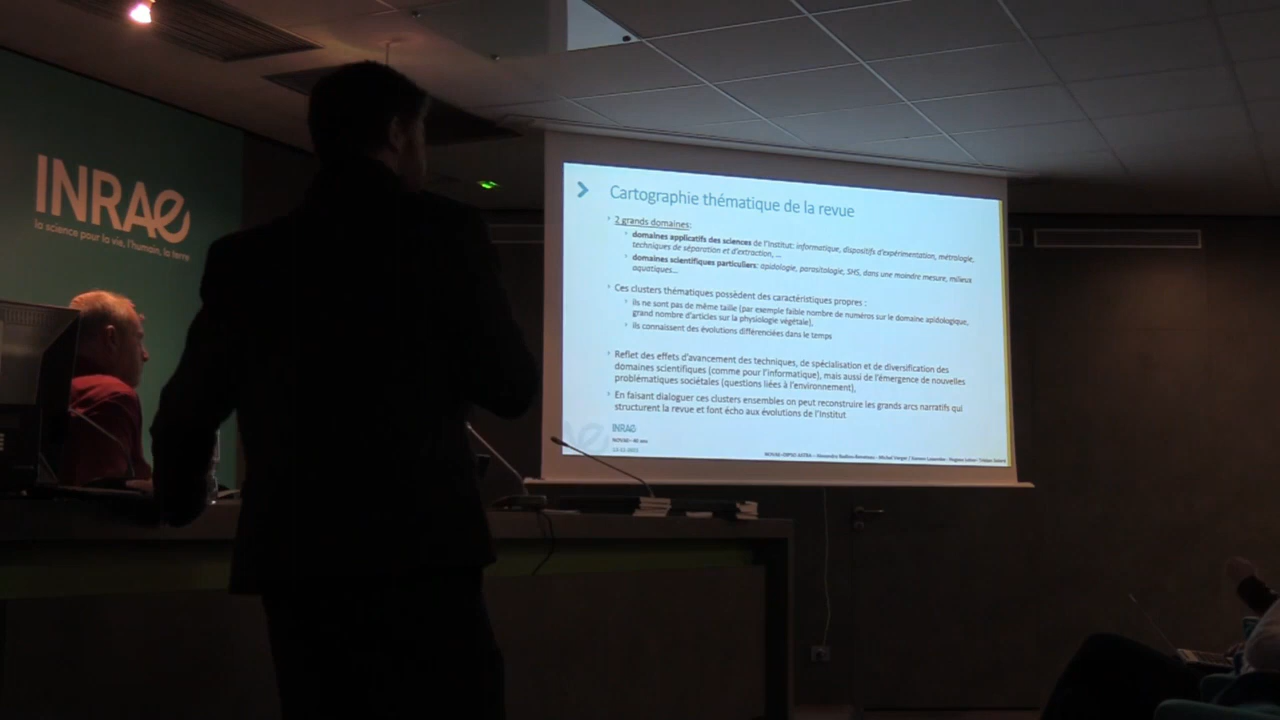 INRAE
la science pour la vie, l'humain, la terre
Cartographie thématique de la revue
2 grands domaines:
domaines applicatifs des sciences de l'Institut: informatique, dispositifs d'expérimentation, métrologie,
techniques de séparation et d'extraction, ...
domaines scientifiques particuliers: apidologie, parasitologie, SHS, dans une moindre mesure, milieux
aquatiques...
Ces clusters thématiques possèdent des caractéristiques propres :
ils ne sont pas de même taille (par exemple faible nombre de numéros sur le domaine apidologique,
grand nombre d'articles sur la physiologie végétale),
ils connaissent des évolutions différenciées dans le temps
Reflet des effets d'avancement des techniques, de spécialisation et de diversification des
domaines scientifiques (comme pour l'informatique), mais aussi de l'émergence de nouvelles
problématiques sociétales (questions liées à l'environnement),
En faisant dialoguer ces clusters ensembles on peut reconstruire les grands arcs narratifs qui
structurent la revue et font écho aux évolutions de l'Institut
INRAE
NOVAE- 40 ans